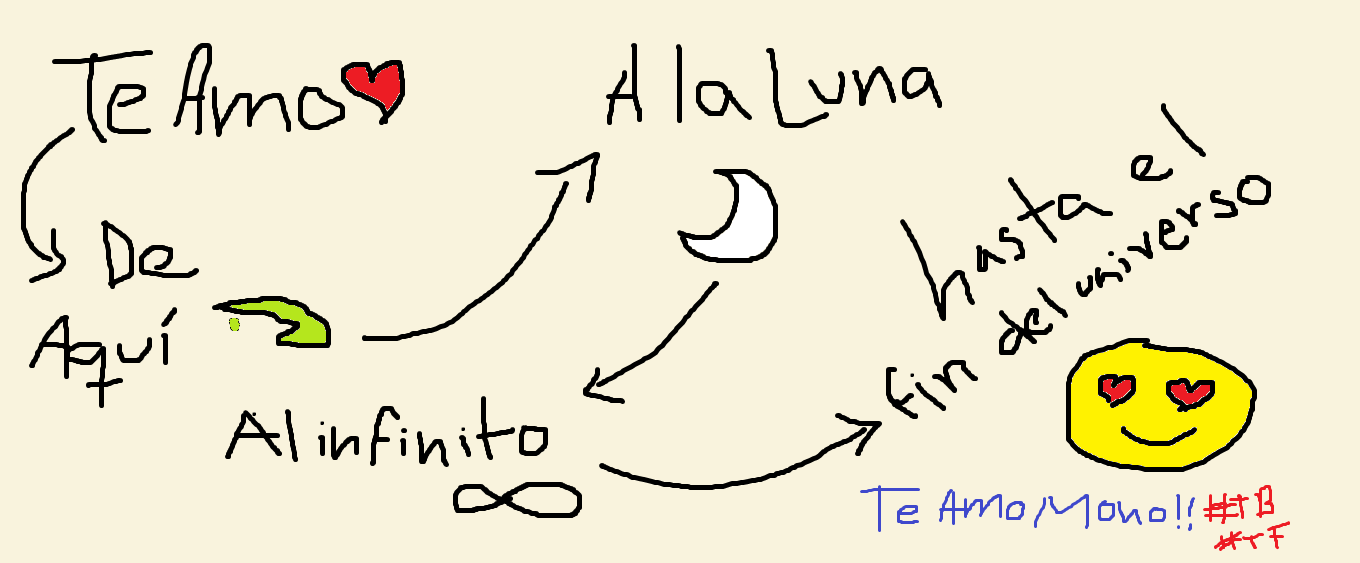 Te Amo
De
Aquí
A la Luna
Al infinito
hasta el
fin del universo
Te Amo Mono!! #TB
#TF